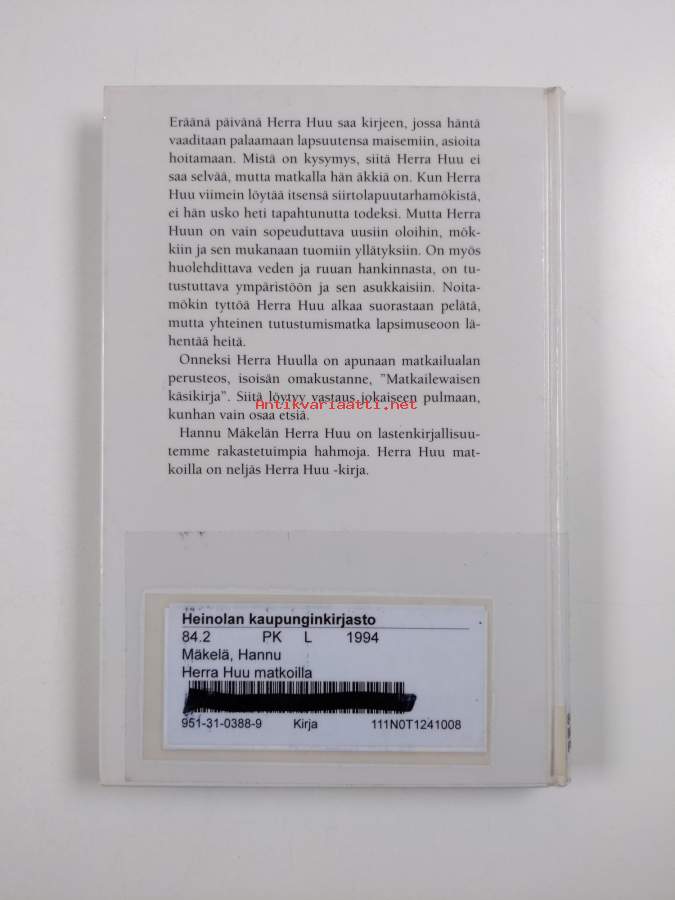 Eräänä päivänä Herra Huu saa kirjeen, jossa häntä
vaaditaan palaamaan lapsuutensa maisemiin, asioita
hoitamaan. Mistä on kysymys, siitä Herra Huu ei
saa selvää, mutta matkalla hän äkkiä on. Kun Herra
Huu viimein löytää itsensä siirtolapuutarhamökistä,
ei hän usko heti tapahtunutta todeksi. Mutta Herra
Huun on vain sopeuduttava uusiin oloihin, mök-
kiin ja sen mukanaan tuomiin yllätyksiin. On myös
huolehdittava veden ja ruuan hankinnasta, on tu-
tustuttava ympäristöön ja sen asukkaisiin. Noita-
mökin tyttöä Herra Huu alkaa suorastaan pelätä,
mutta yhteinen tutustumismatka lapsimuseoon lä-
hentää heitä.
Onneksi Herra Huulla on apunaan matkailualan
perusteos, isoisän omakustanne, ”Matkailewaisen
käsikirja”. Siitä löytyy vastaus jokaiseen pulmaan,
Antikvariaatti.net
kunhan vain osaa etsiä.
Hannu Mäkelän Herra Huu on lastenkirjallisuu-
temme rakastetuimpia hahmoja. Herra Huu mat-
koilla on neljäs Herra Huu -kirja.
Heinolan kaupunginkirjasto
84.2 PK L 1994
Mäkelä, Hannu
Herra Huu matkoilla
951-31-0388-9 Kirja 111N0T1241008